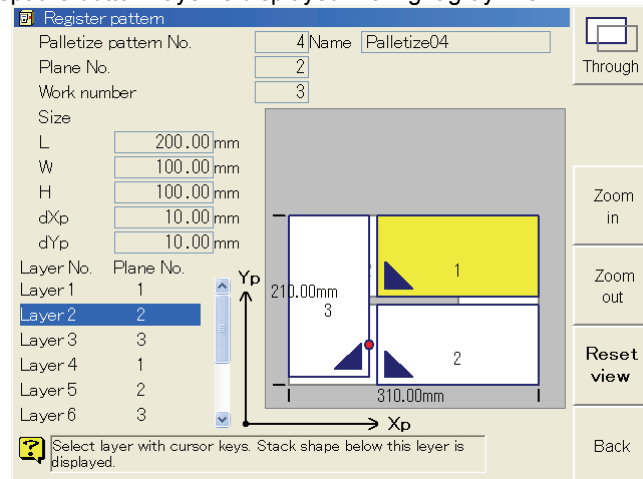 Register pattern
Palletize pattern No. 4 Name Palletize04
Plane No. 2
Work number 3
Size
L 200.00 mm
W 100.00 mm
H 100.00 mm
dXp 10.00 mm
dYp 10.00 mm
Layer No. Plane No.
Layer 1 1
Layer 2 2
Layer 3 3
Layer 4 1
Layer 5 2
Layer 6 3
Yp
210.00mm
3
1
2
310.00mm
Xp
Select layer with cursor keys. Stack shape below this leyer is
displayed.
Through
Zoom
in
Zoom
out
Reset
view
Back